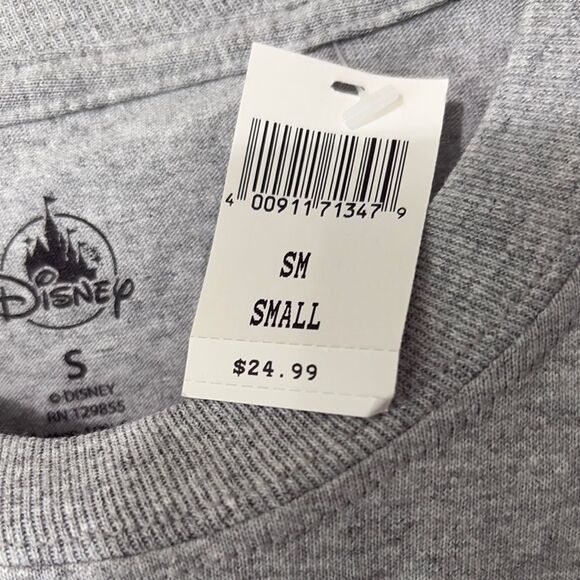 4 00911 71347 9
SM
SMALL
$24.99
Disney
S
© DISNEY
RN 129855